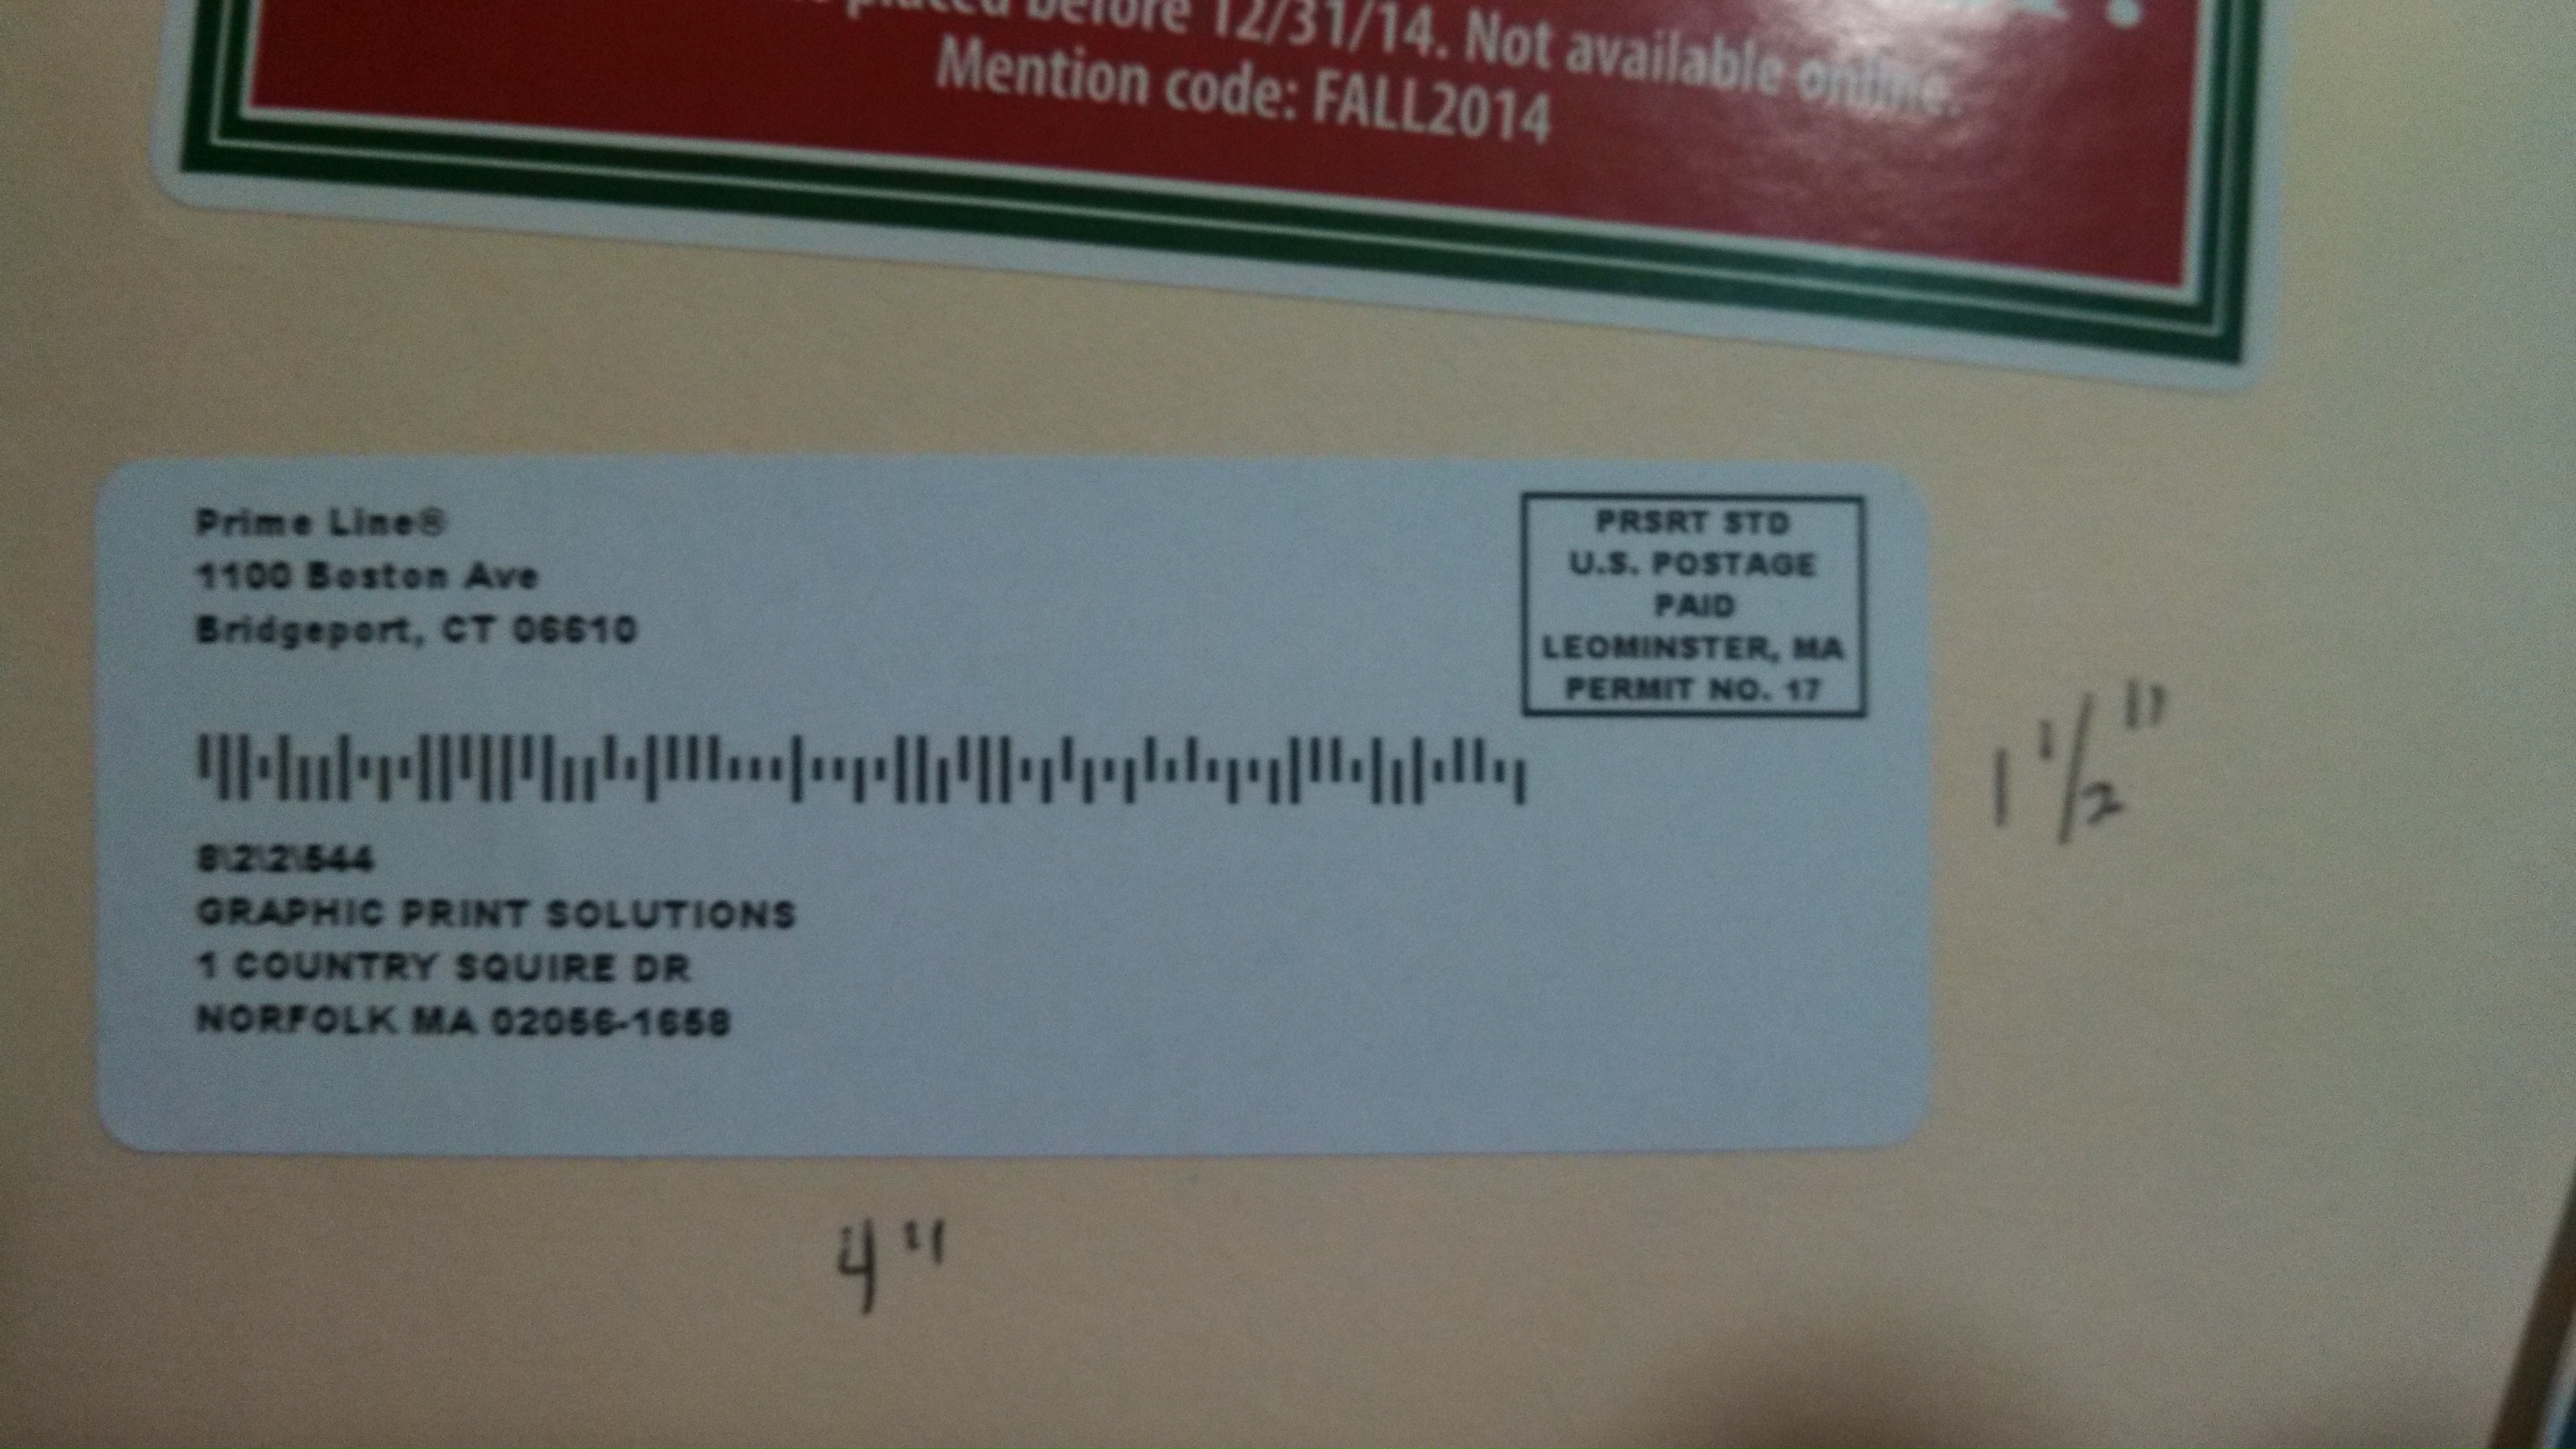 placed before 12/31/14. Not available online.
Mention code: FALL2014
Prime Line®
1100 Boston Ave
Bridgeport, CT 06610
PRSRT STD
U.S. POSTAGE
PAID
LEOMINSTER, MA
PERMIT NO. 17
8\2\2\544
GRAPHIC PRINT SOLUTIONS
1 COUNTRY SQUIRE DR
NORFOLK MA 02056-1658
1 1/2"
4"